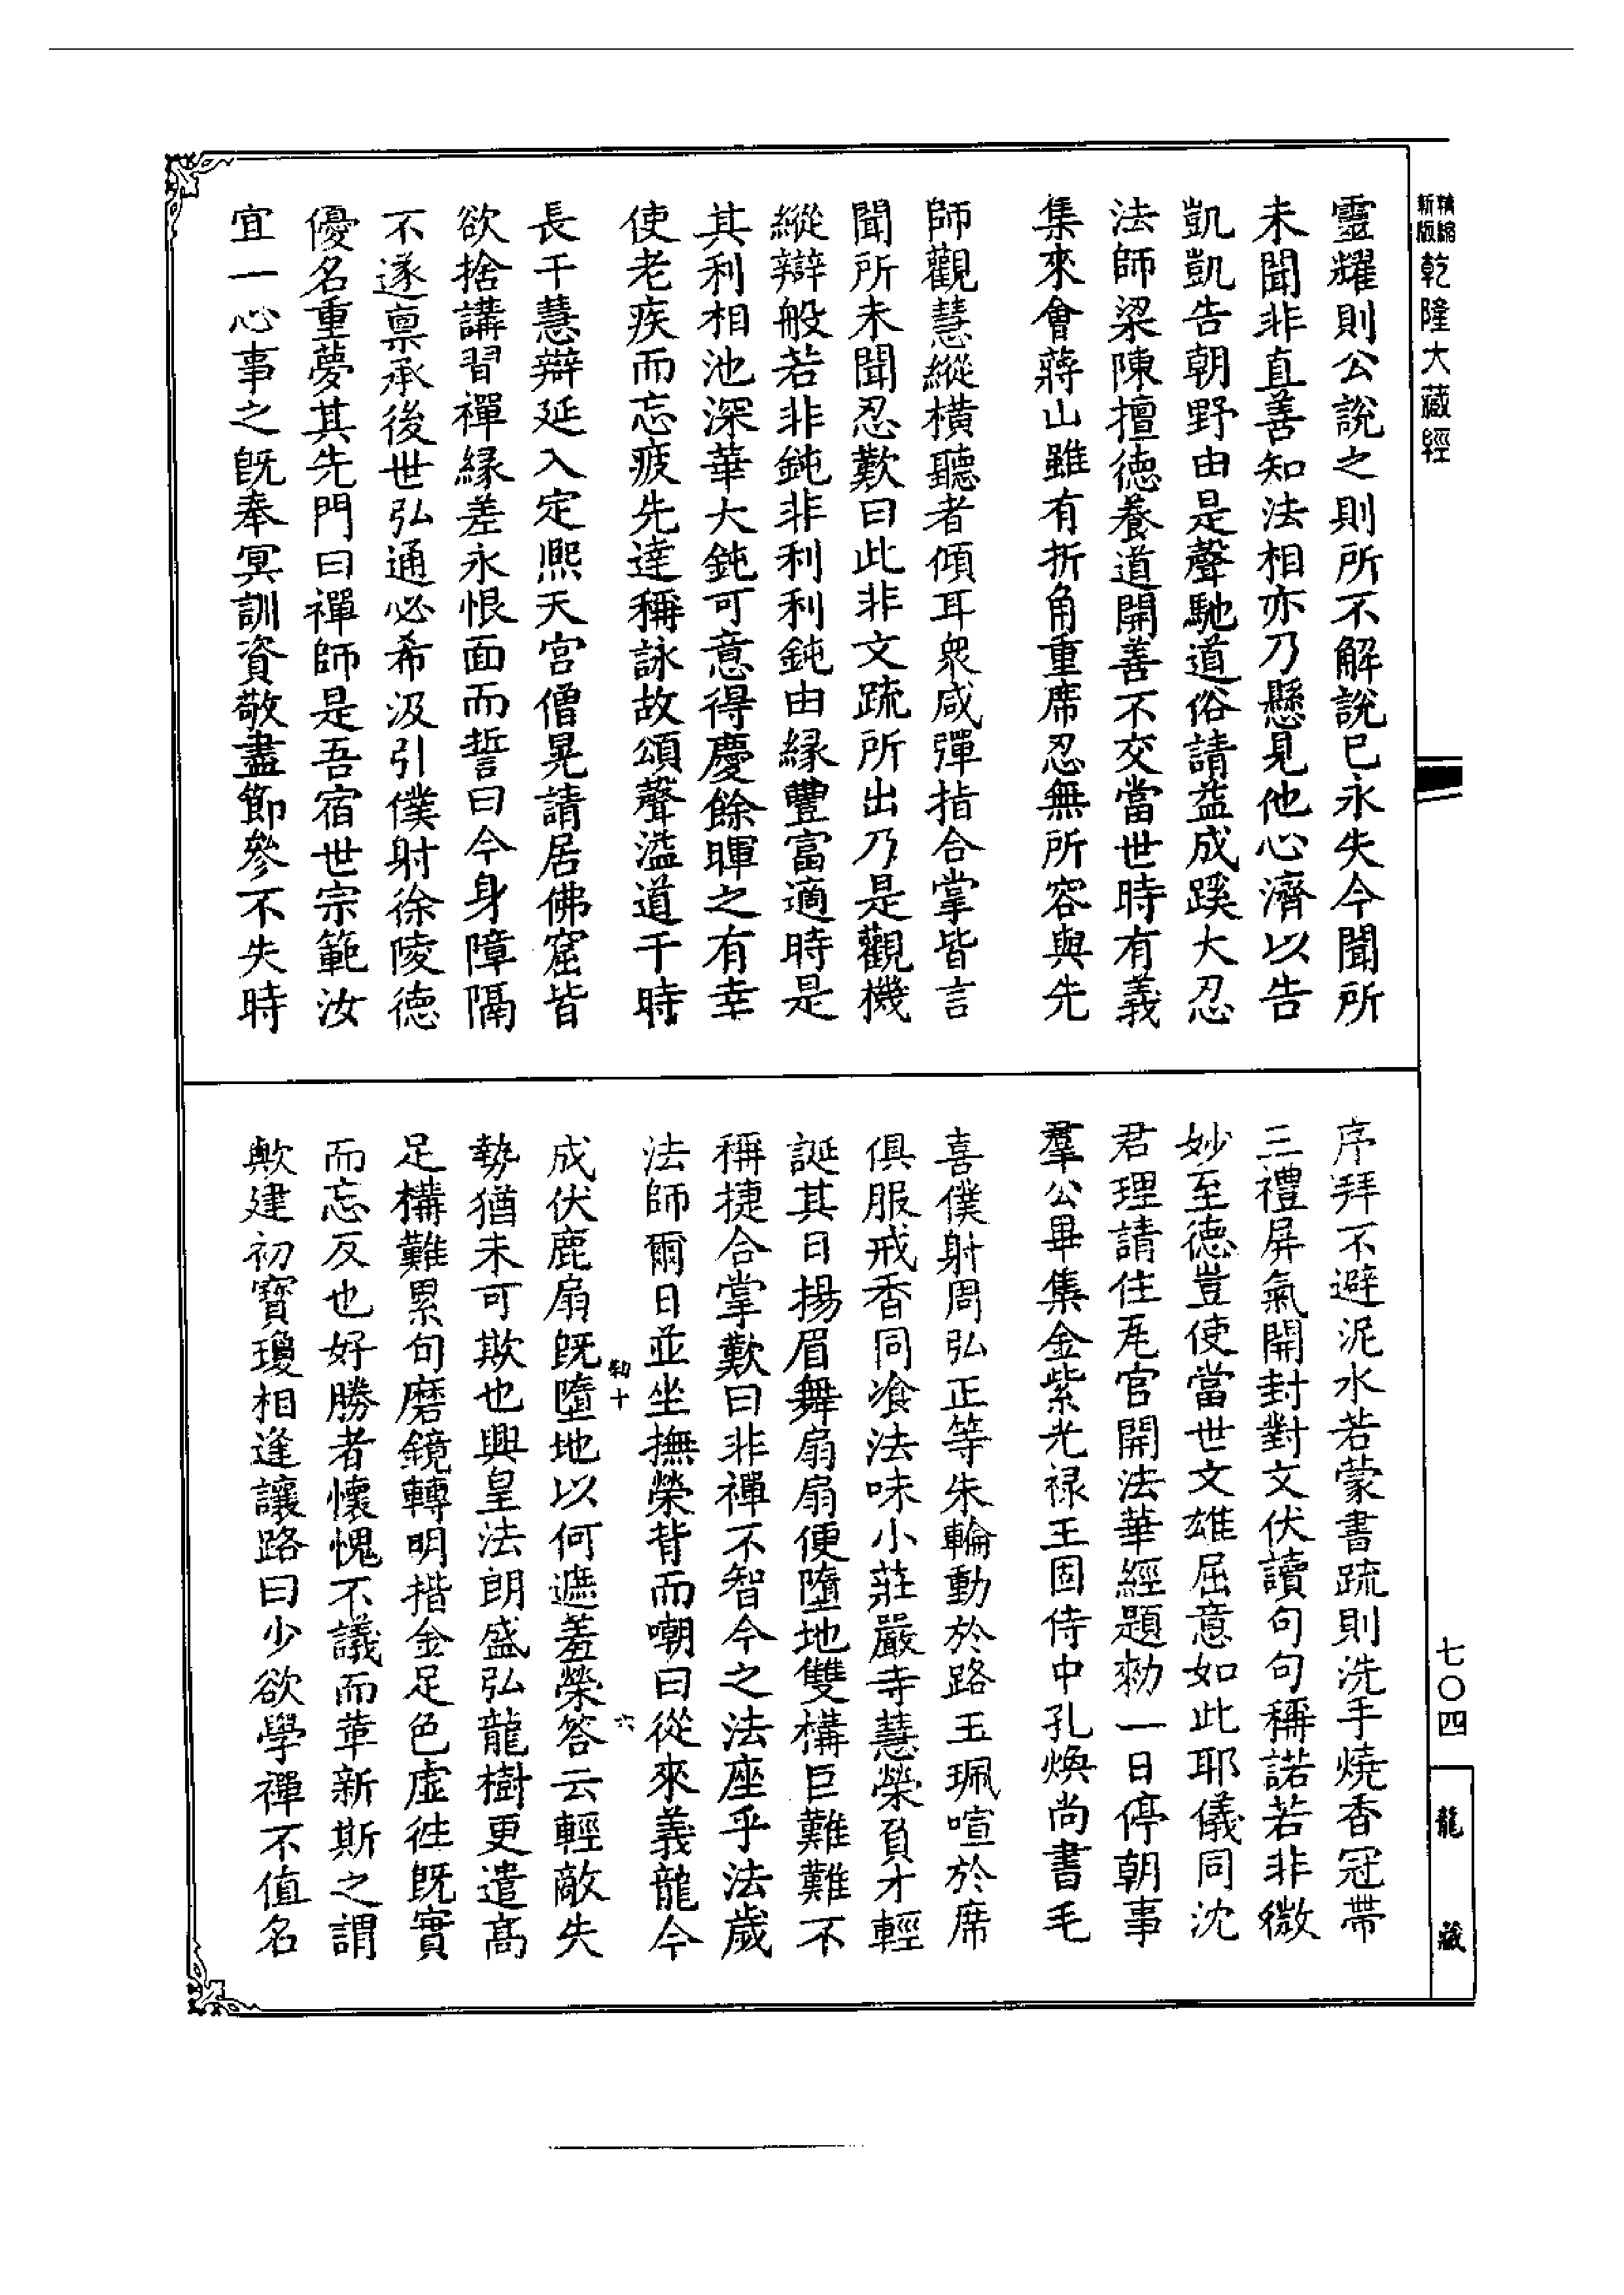 精縮新版乾隆大藏經
靈耀則公說之則所不解說已永失今聞所
未聞非直善知法相亦乃懸見他心濟以告
凱凱告朝野由是聲馳道俗請益成蹊大忍
法師梁陳擅德養道開善不交當世時有義
集來會蔣山雖有折角重席忍無所容與先
師觀慧縱橫聽者傾耳衆咸彈指合掌皆言
聞所未聞忍歎曰此非文疏所出乃是觀機
縱辯般若非鈍非利利鈍由緣豐富適時是
其利相池深華大鈍可意得慶餘暉之有幸
使老疾而忘疲先達稱詠故頌聲溢道千時
長干慧辯延入定熈天宮僧晃請居佛窟皆
欲捨講習禪緣差永恨面而誓曰今身障隔
不遂稟承後世弘通必希汲引僕射徐陵德
優名重夢其先門曰禪師是吾宿世宗範汝
宜一心事之既奉冥訓資敬盡節參不失時
序拜不避泥水若蒙書疏則洗手燒香冠帶
三禮屏氣開封對文伏讀句句稱諾若非微
妙至德豈使當世文雄屈意如此耶儀同沈
君理請住瓦官開法華經題勑一日停朝事
羣公畢集金紫光祿王固侍中孔煥尚書毛
喜僕射周弘正等朱輪動於路玉珮喧於席
俱服戒香同飡法味小莊嚴寺慧榮負才輕
誕其日揚眉舞扇扇便墮地雙構巨難難不
稱捷合掌歎曰非禪不智今之法座乎法歲
法師爾日並坐撫榮背而嘲曰從來義龍今
勑十 六
成伏鹿扇既墮地以何遮羞榮答云輕敵失
勢猶未可欺也興皇法朗盛弘龍樹更遣高
足構難累句磨鏡轉明揩金足色虛往既實
而忘反也好勝者懷愧不議而革新斯之謂
歟建初寶瓊相逢讓路曰少欲學禪不值名
七〇四
龍藏